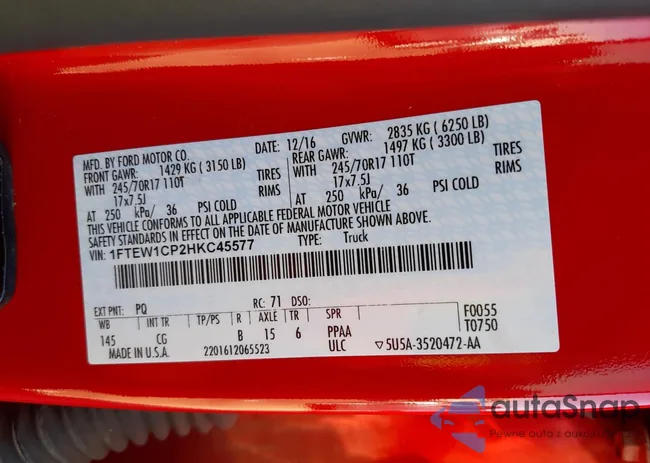 MFD. BY FORD MOTOR CO.
DATE: 12/16 GVWR: 2835 KG (6250 LB)
FRONT GAWR: 1429 KG (3150 LB) REAR GAWR: 1497 KG (3300 LB)
WITH 245/70R17 110T TIRES WITH 245/70R17 110T TIRES
17x7.5J RIMS 17x7.5J RIMS
AT 250 kPa/ 36 PSI COLD AT 250 kPa/ 36 PSI COLD
THIS VEHICLE CONFORMS TO ALL APPLICABLE FEDERAL MOTOR VEHICLE
SAFETY STANDARDS IN EFFECT ON THE DATE OF MANUFACTURE SHOWN ABOVE.
VIN: 1FTEW1CP2HKC45577 TYPE: Truck
EXT PNT: PQ RC: 71 DSO:
WB INT TR TP/PS R AXLE TR SPR F0055
145 CG B 15 6 PPAA T0750
MADE IN U.S.A. 2201612065523 ULC ▽5U5A-3520472-AA
autaSnap
Pewne auta z aukcji